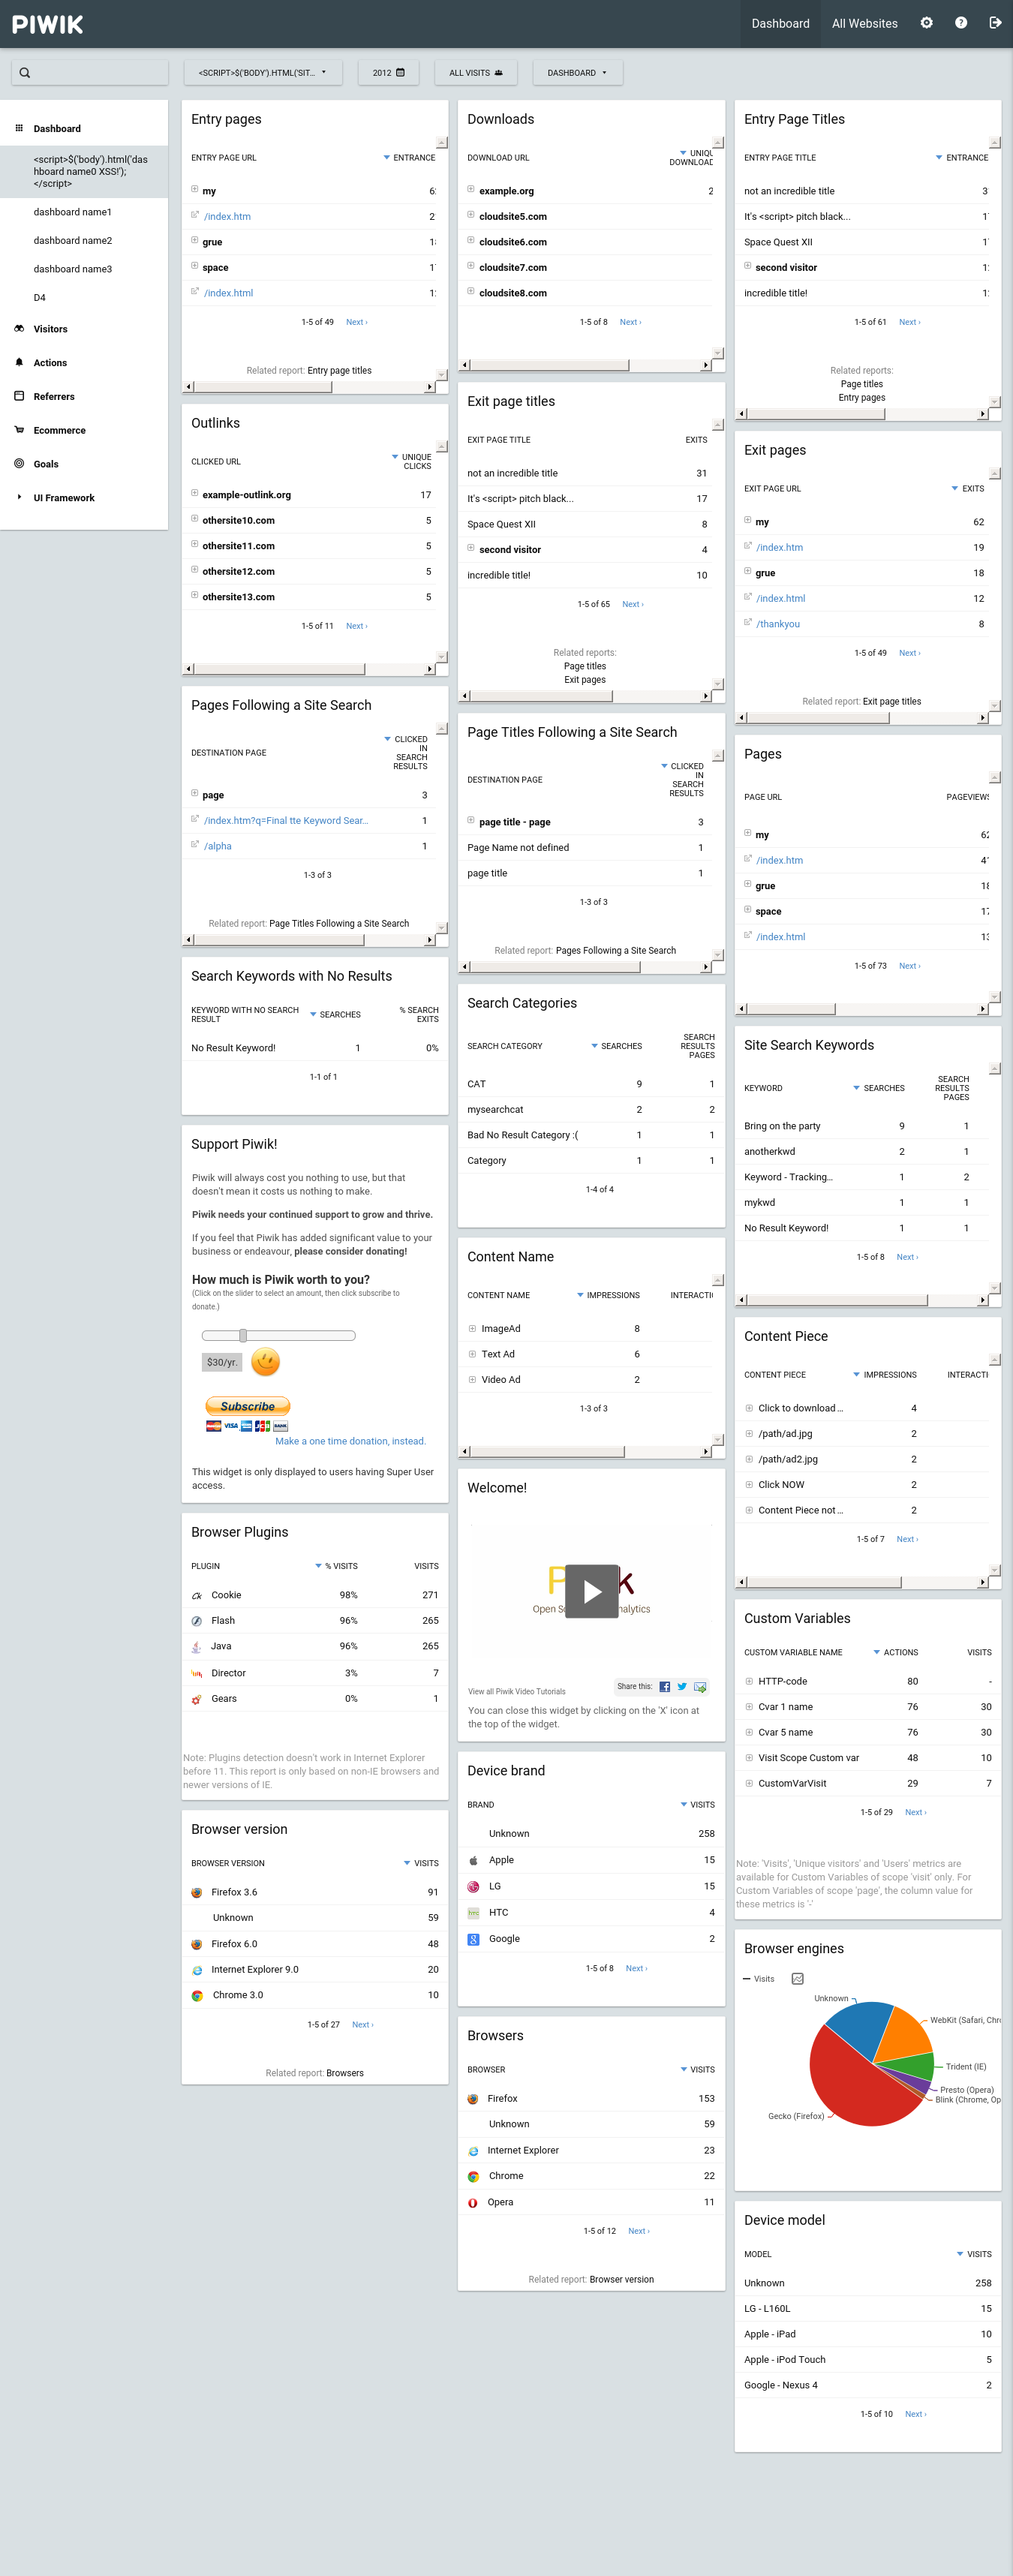 PIWIK
Dashboard All Websites
<SCRIPT>$('BODY').HTML('SIT... 2012 ALL VISITS DASHBOARD
Dashboard
<script>$('body').html('das
hboard name0 XSS!');
</script>
dashboard name1
dashboard name2
dashboard name3
D4
Visitors
Actions
Referrers
Ecommerce
Goals
UI Framework
Entry pages
ENTRY PAGE URL ENTRANCE
my
/index.htm
grue
space
/index.html
1-5 of 49 Next ›
Related report: Entry page titles
Outlinks
CLICKED URL UNIQUE
CLICKS
example-outlink.org 17
othersite10.com 5
othersite11.com 5
othersite12.com 5
othersite13.com 5
1-5 of 11 Next ›
Pages Following a Site Search
DESTINATION PAGE CLICKED
IN
SEARCH
RESULTS
page 3
/index.htm?q=Final tte Keyword Sear... 1
/alpha 1
1-3 of 3
Related report: Page Titles Following a Site Search
Search Keywords with No Results
KEYWORD WITH NO SEARCH
RESULT SEARCHES % SEARCH
EXITS
No Result Keyword! 1 0%
1-1 of 1
Support Piwik!
Piwik will always cost you nothing to use, but that
doesn't mean it costs us nothing to make.
Piwik needs your continued support to grow and thrive.
If you feel that Piwik has added significant value to your
business or endeavour, please consider donating!
How much is Piwik worth to you?
(Click on the slider to select an amount, then click subscribe to
donate.)
$30/yr.
Subscribe
VISA BANK
Make a one time donation, instead.
This widget is only displayed to users having Super User
access.
Browser Plugins
PLUGIN % VISITS VISITS
Cookie 98% 271
Flash 96% 265
Java 96% 265
Director 3% 7
Gears 0% 1
Note: Plugins detection doesn't work in Internet Explorer
before 11. This report is only based on non-IE browsers and
newer versions of IE.
Browser version
BROWSER VERSION VISITS
Firefox 3.6 91
Unknown 59
Firefox 6.0 48
Internet Explorer 9.0 20
Chrome 3.0 10
1-5 of 27 Next ›
Related report: Browsers
Downloads
DOWNLOAD URL UNIQU
DOWNLOAD
example.org 2
cloudsite5.com
cloudsite6.com
cloudsite7.com
cloudsite8.com
1-5 of 8 Next ›
Exit page titles
EXIT PAGE TITLE EXITS
not an incredible title 31
It's <script> pitch black... 17
Space Quest XII 8
second visitor 4
incredible title! 10
1-5 of 65 Next ›
Related reports:
Page titles
Exit pages
Page Titles Following a Site Search
DESTINATION PAGE CLICKED
IN
SEARCH
RESULTS
page title - page 3
Page Name not defined 1
page title 1
1-3 of 3
Related report: Pages Following a Site Search
Search Categories
SEARCH CATEGORY SEARCHES SEARCH
RESULTS
PAGES
CAT 9 1
mysearchcat 2 2
Bad No Result Category :( 1 1
Category 1 1
1-4 of 4
Content Name
CONTENT NAME IMPRESSIONS INTERACTIO
ImageAd 8
Text Ad 6
Video Ad 2
1-3 of 3
Welcome!
P k
Open So nalytics
View all Piwik Video Tutorials Share this:
You can close this widget by clicking on the 'X' icon at
the top of the widget.
Device brand
BRAND VISITS
Unknown 258
Apple 15
LG 15
HTC 4
Google 2
1-5 of 8 Next ›
Browsers
BROWSER VISITS
Firefox 153
Unknown 59
Internet Explorer 23
Chrome 22
Opera 11
1-5 of 12 Next ›
Related report: Browser version
Entry Page Titles
ENTRY PAGE TITLE ENTRANCE
not an incredible title
It's <script> pitch black...
Space Quest XII
second visitor
incredible title!
1-5 of 61 Next ›
Related reports:
Page titles
Entry pages
Exit pages
EXIT PAGE URL EXITS
my 62
/index.htm 19
grue 18
/index.html 12
/thankyou 8
1-5 of 49 Next ›
Related report: Exit page titles
Pages
PAGE URL PAGEVIEWS
my 62
/index.htm 41
grue 18
space 17
/index.html 13
1-5 of 73 Next ›
Site Search Keywords
KEYWORD SEARCHES SEARCH
RESULTS
PAGES
Bring on the party 9 1
anotherkwd 2 1
Keyword - Tracking... 1 2
mykwd 1 1
No Result Keyword! 1 1
1-5 of 8 Next ›
Content Piece
CONTENT PIECE IMPRESSIONS INTERACTI
Click to download ... 4
/path/ad.jpg 2
/path/ad2.jpg 2
Click NOW 2
Content Piece not ... 2
1-5 of 7 Next ›
Custom Variables
CUSTOM VARIABLE NAME ACTIONS VISITS
HTTP-code 80 -
Cvar 1 name 76 30
Cvar 5 name 76 30
Visit Scope Custom var 48 10
CustomVarVisit 29 7
1-5 of 29 Next ›
Note: 'Visits', 'Unique visitors' and 'Users' metrics are
available for Custom Variables of scope 'visit' only. For
Custom Variables of scope 'page', the column value for
these metrics is '-'
Browser engines
Visits
Unknown
WebKit (Safari, Chro
Trident (IE)
Presto (Opera)
Blink (Chrome, Op
Gecko (Firefox)
Device model
MODEL VISITS
Unknown 258
LG - L160L 15
Apple - iPad 10
Apple - iPod Touch 5
Google - Nexus 4 2
1-5 of 10 Next ›